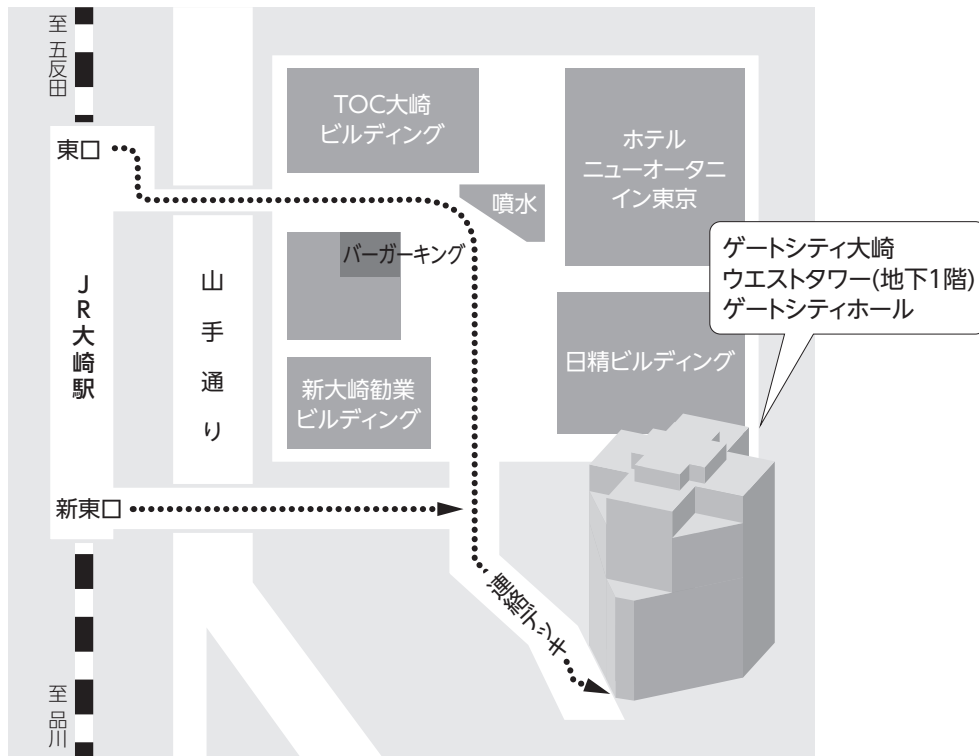 至 五反田
東口
JR大崎駅
新東口
至 品川
山手通り
TOC大崎
ビルディング
ホテル
ニューオータニ
イン東京
噴水
バーガーキング
新大崎勧業
ビルディング
日精ビルディング
ゲートシティ大崎
ウエストタワー(地下1階)
ゲートシティホール
連絡デッキ